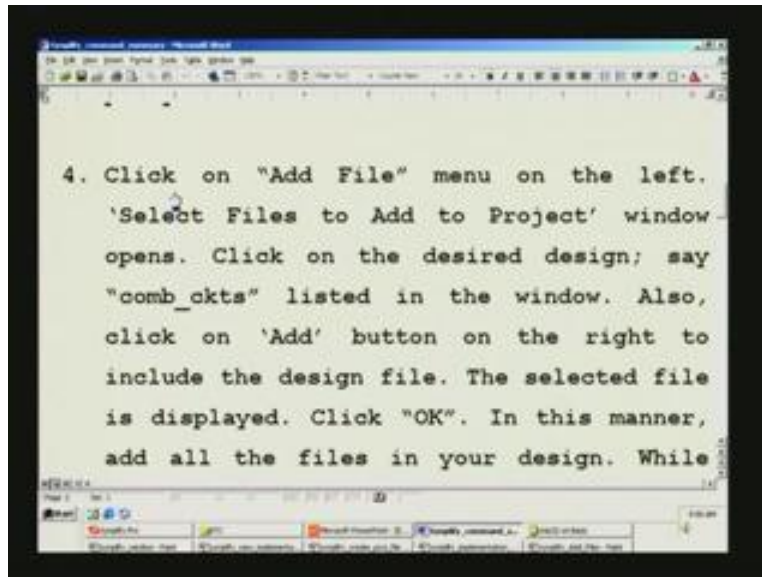 4. Click on "Add File" menu on the left.
'Select Files to Add to Project' window
opens. Click on the desired design; say
"comb_ckts" listed in the window. Also,
click on 'Add' button on the right to
include the design file. The selected file
is displayed. Click "OK". In this manner,
add all the files in your design. While